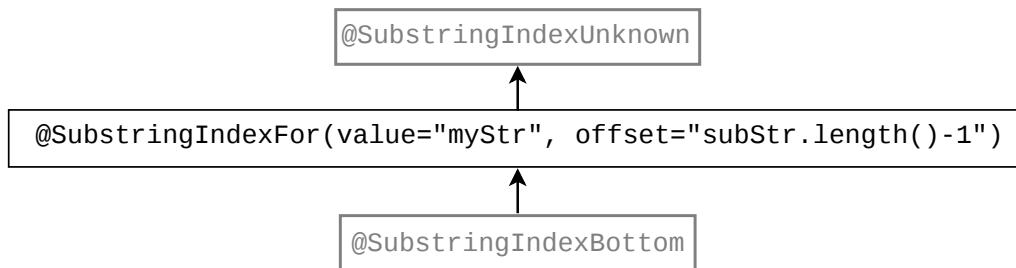 @SubstringIndexUnknown
@SubstringIndexFor(value="myStr", offset="subStr.length()-1")
@SubstringIndexBottom